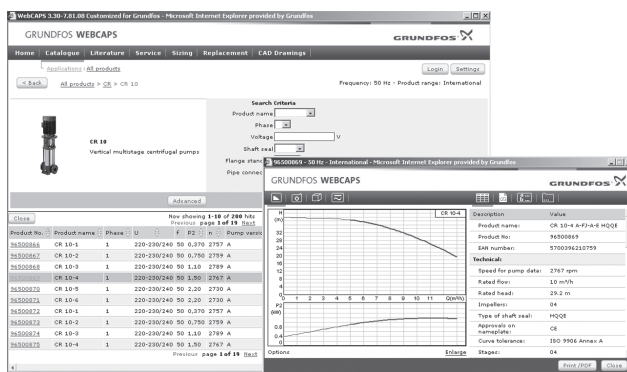 WebCAPS 3.30-7.81.08 Customized for Grundfos - Microsoft Internet Explorer provided by Grundfos
GRUNDFOS WEBCAPS
GRUNDFOS
Home Catalogue Literature Service Sizing Replacement CAD Drawings
Applications All products
Login Settings
< Back
All products > CR > CR 10
Frequency: 50 Hz - Product range: International
CR 10
Vertical multistage centrifugal pumps
Search Criteria
Product name
Phase
Voltage V
Shaft seal
Flange stand
Pipe connec
Advanced
Close
Now showing 1-10 of 200 hits
Previous page 1 of 19 Next
Product No. Product name Phase U f P2 n Pump versio
96500866 CR 10-1 1 220-230/240 50 0,370 2757 A
96500867 CR 10-2 1 220-230/240 50 0,750 2759 A
96500868 CR 10-3 1 220-230/240 50 1,10 2789 A
CR 10-4 1 220-230/240 50 1,50 2767 A
96500870 CR 10-5 1 220-230/240 50 2,20 2730 A
96500871 CR 10-6 1 220-230/240 50 2,20 2730 A
96500872 CR 10-1 1 220-230/240 50 0,370 2757 A
96500873 CR 10-2 1 220-230/240 50 0,750 2759 A
96500874 CR 10-3 1 220-230/240 50 1,10 2789 A
96500875 CR 10-4 1 220-230/240 50 1,50 2767 A
Previous page 1 of 19 Next
96500869 - 50 Hz - International - Microsoft Internet Explorer provided by Grundfos
GRUNDFOS WEBCAPS
GRUNDFOS
H
(m)
CR 10-4
32
28
24
20
16
12
8
4
0
0 1 2 3 4 5 6 7 8 9 10 11 Q(m³/h)
P2
(kW)
0.8
0.4
0
Options
Enlarge
Description Value
Product name: CR 10-4 A-FJ-A-E HQQE
Product No: 96500869
EAN number: 5700396210759
Technical:
Speed for pump data: 2767 rpm
Rated flow: 10 m³/h
Rated head: 29.2 m
Impellers: 04
Type of shaft seal: HQQE
Approvals on nameplate: CE
Curve tolerance: ISO 9906 Annex A
Stages: 04
Print /PDF Close